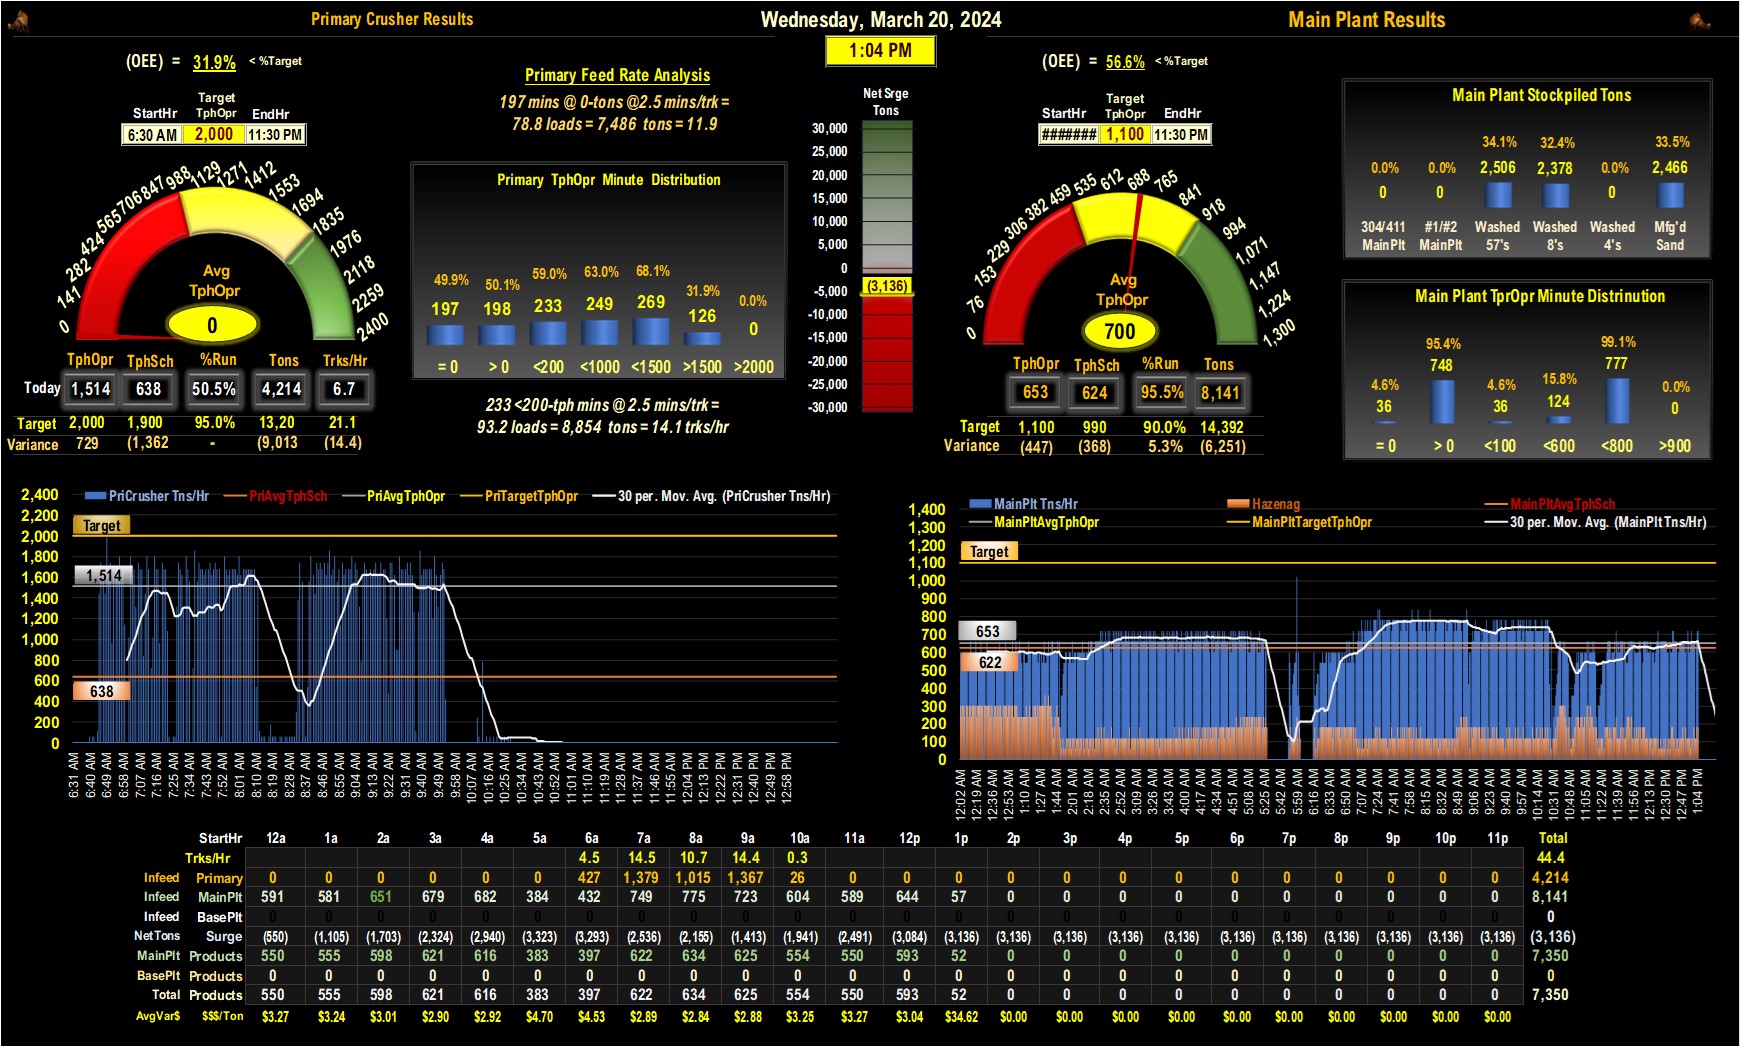 Primary Crusher Results
Wednesday, March 20, 2024
Main Plant Results
1:04 PM
(OEE) = 31.9% < %Target
StartHr Target TphOpr EndHr
6:30 AM 2,000 11:30 PM
0 141 282 424 565 706 847 988 1129 1271 1412 1553 1694 1835 1976 2118 2259 2400
Avg
TphOpr
0
TphOpr TphSch %Run Tons Trks/Hr
Today 1,514 638 50.5% 4,214 6.7
Target 2,000 1,900 95.0% 13,20 21.1
Variance 729 (1,362 - (9,013 (14.4)
Primary Feed Rate Analysis
197 mins @ 0-tons @2.5 mins/trk =
78.8 loads = 7,486 tons = 11.9
Primary TphOpr Minute Distribution
49.9% 50.1% 59.0% 63.0% 68.1% 31.9% 0.0%
197 198 233 249 269 126 0
= 0 > 0 <200 <1000 <1500 >1500 >2000
233 <200-tph mins @ 2.5 mins/trk =
93.2 loads = 8,854 tons = 14.1 trks/hr
Net Srge
Tons
30,000
25,000
20,000
15,000
10,000
5,000
0
(3,136)
-5,000
-10,000
-15,000
-20,000
-25,000
-30,000
(OEE) = 56.6% < %Target
StartHr Target TphOpr EndHr
####### 1,100 11:30 PM
0 76 153 229 306 382 459 535 612 688 765 841 918 994 1,071 1,147 1,224 1,300
Avg
TphOpr
700
TphOpr TphSch %Run Tons
653 624 95.5% 8,141
Target 1,100 990 90.0% 14,392
Variance (447) (368) 5.3% (6,251)
Main Plant Stockpiled Tons
0.0% 0.0% 34.1% 32.4% 0.0% 33.5%
0 0 2,506 2,378 0 2,466
304/411 #1/#2 Washed Washed Washed Mfg'd
MainPlt MainPlt 57's 8's 4's Sand
Main Plant TprOpr Minute Distrinution
4.6% 95.4% 4.6% 15.8% 99.1% 0.0%
36 748 36 124 777 0
= 0 > 0 <100 <600 <800 >900
PriCrusher Tns/Hr PriAvgTphSch PriAvgTphOpr PriTargetTphOpr 30 per. Mov. Avg. (PriCrusher Tns/Hr)
2,400
2,200
Target
2,000
1,800
1,600
1,514
1,400
1,200
1,000
800
638
600
400
200
0
6:31 AM 6:40 AM 6:49 AM 6:58 AM 7:07 AM 7:16 AM 7:25 AM 7:34 AM 7:43 AM 7:52 AM 8:01 AM 8:10 AM 8:19 AM 8:28 AM 8:37 AM 8:46 AM 8:55 AM 9:04 AM 9:13 AM 9:22 AM 9:31 AM 9:40 AM 9:49 AM 9:58 AM 10:07 AM 10:16 AM 10:25 AM 10:34 AM 10:43 AM 10:52 AM 11:01 AM 11:10 AM 11:19 AM 11:28 AM 11:37 AM 11:46 AM 11:55 AM 12:04 PM 12:13 PM 12:22 PM 12:31 PM 12:40 PM 12:49 PM 12:58 PM
MainPlt Tns/Hr Hazenag MainPltAvgTphSch
MainPltAvgTphOpr MainPltTargetTphOpr 30 per. Mov. Avg. (MainPlt Tns/Hr)
1,400
1,300
1,200
Target
1,100
1,000
900
800
700
653
600
622
500
400
300
200
100
0
12:02 AM 12:19 AM 12:36 AM 12:53 AM 1:10 AM 1:27 AM 1:44 AM 2:01 AM 2:18 AM 2:35 AM 2:52 AM 3:09 AM 3:26 AM 3:43 AM 4:00 AM 4:17 AM 4:34 AM 4:51 AM 5:08 AM 5:25 AM 5:42 AM 5:59 AM 6:16 AM 6:33 AM 6:50 AM 7:07 AM 7:24 AM 7:41 AM 7:58 AM 8:15 AM 8:32 AM 8:49 AM 9:06 AM 9:23 AM 9:40 AM 9:57 AM 10:14 AM 10:31 AM 10:48 AM 11:05 AM 11:22 AM 11:39 AM 11:56 AM 12:13 PM 12:30 PM 12:47 PM 1:04 PM
StartHr 12a 1a 2a 3a 4a 5a 6a 7a 8a 9a 10a 11a 12p 1p 2p 3p 4p 5p 6p 7p 8p 9p 10p 11p Total
Trks/Hr 4.5 14.5 10.7 14.4 0.3 44.4
Infeed Primary 0 0 0 0 0 0 427 1,379 1,015 1,367 26 0 0 0 0 0 0 0 0 0 0 0 0 0 4,214
Infeed MainPlt 591 581 651 679 682 384 432 749 775 723 604 589 644 57 0 0 0 0 0 0 0 0 0 0 8,141
Infeed BasePlt 0 0 0 0 0 0 0 0 0 0 0 0 0 0 0 0 0 0 0 0 0 0 0 0 0
NetTons Surge (550) (1,105) (1,703) (2,324) (2,940) (3,323) (3,293) (2,536) (2,155) (1,413) (1,941) (2,491) (3,084) (3,136) (3,136) (3,136) (3,136) (3,136) (3,136) (3,136) (3,136) (3,136) (3,136) (3,136) (3,136)
MainPlt Products 550 555 598 621 616 383 397 622 634 625 554 550 593 52 0 0 0 0 0 0 0 0 0 0 7,350
BasePlt Products 0 0 0 0 0 0 0 0 0 0 0 0 0 0 0 0 0 0 0 0 0 0 0 0 0
Total Products 550 555 598 621 616 383 397 622 634 625 554 550 593 52 0 0 0 0 0 0 0 0 0 0 7,350
AvgVar$ $$$/Ton $3.27 $3.24 $3.01 $2.90 $2.92 $4.70 $4.53 $2.89 $2.84 $2.88 $3.25 $3.27 $3.04 $34.62 $0.00 $0.00 $0.00 $0.00 $0.00 $0.00 $0.00 $0.00 $0.00 $0.00